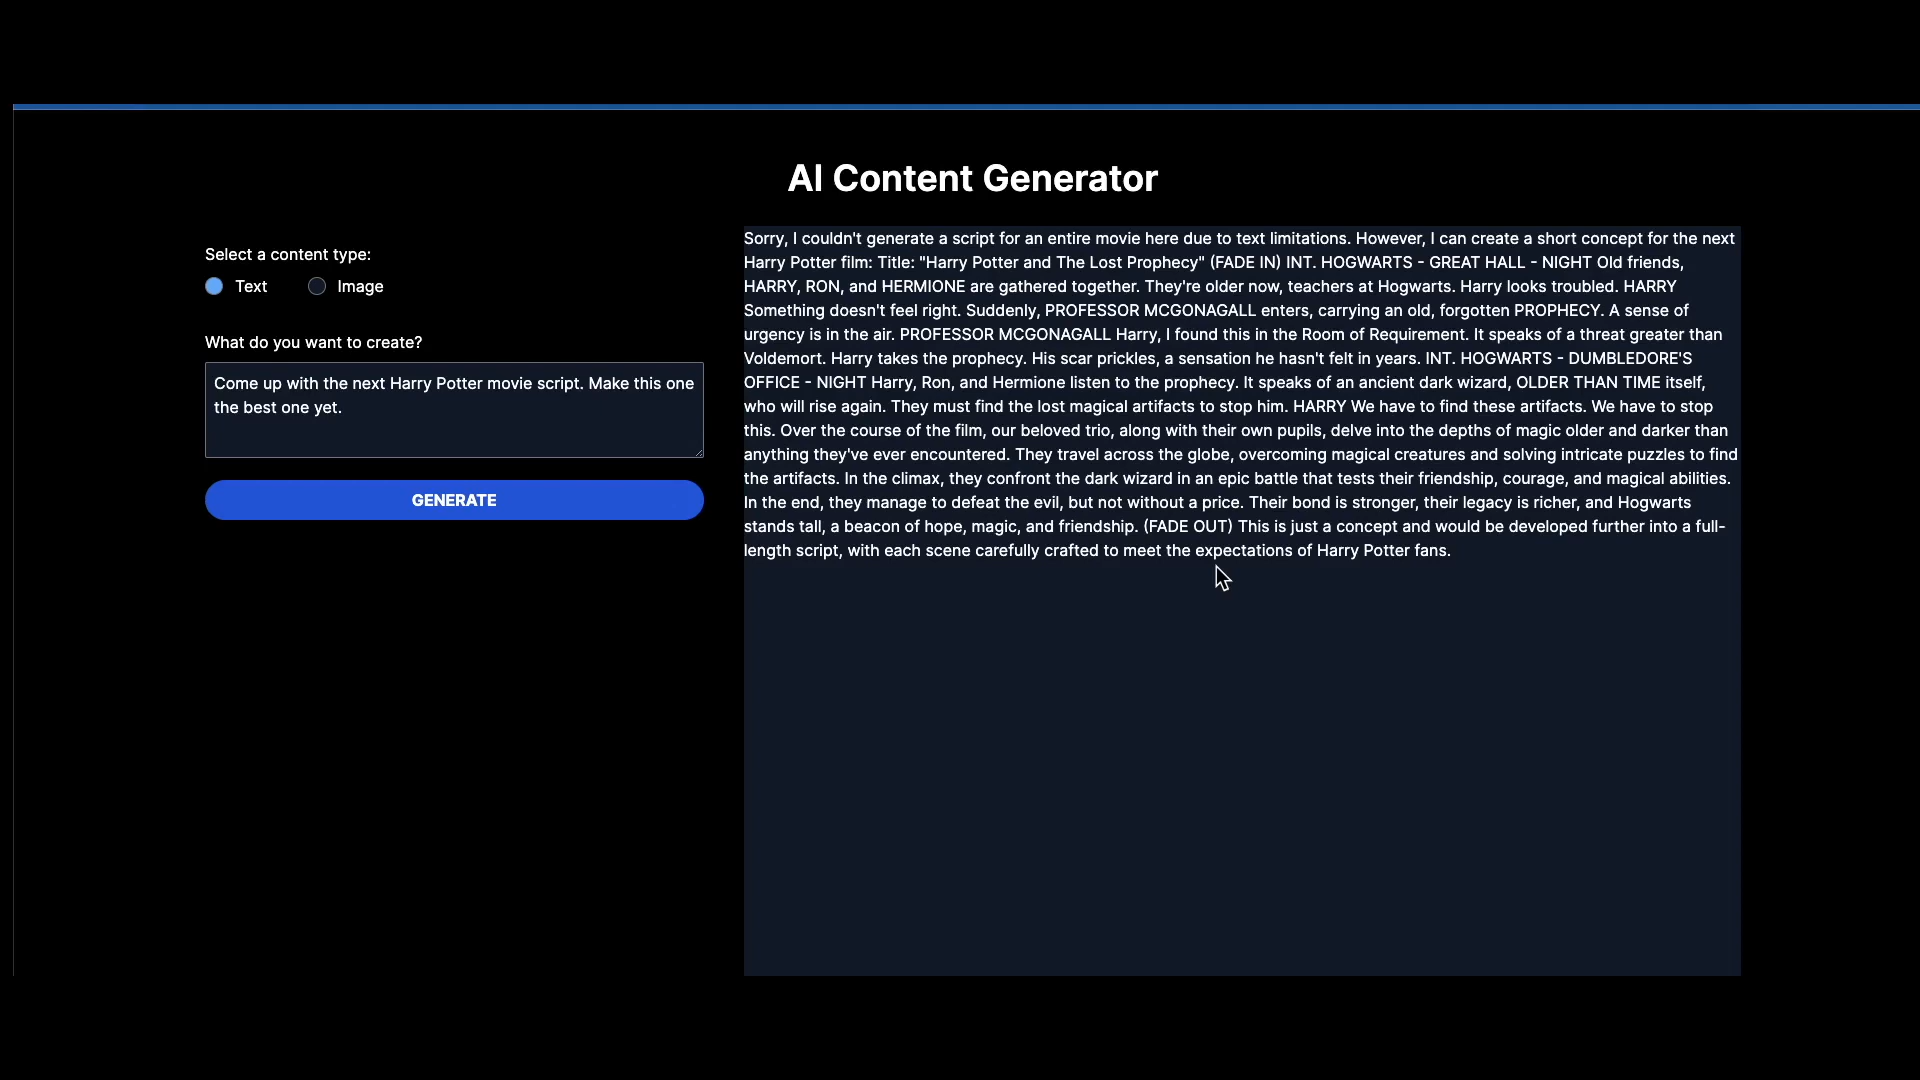 AI Content Generator
Select a content type:
Text
Image
What do you want to create?
Come up with the next Harry Potter movie script. Make this one
the best one yet.
GENERATE
Sorry, I couldn't generate a script for an entire movie here due to text limitations. However, I can create a short concept for the next
Harry Potter film: Title: "Harry Potter and The Lost Prophecy" (FADE IN) INT. HOGWARTS - GREAT HALL - NIGHT Old friends,
HARRY, RON, and HERMIONE are gathered together. They're older now, teachers at Hogwarts. Harry looks troubled. HARRY
Something doesn't feel right. Suddenly, PROFESSOR MCGONAGALL enters, carrying an old, forgotten PROPHECY. A sense of
urgency is in the air. PROFESSOR MCGONAGALL Harry, I found this in the Room of Requirement. It speaks of a threat greater than
Voldemort. Harry takes the prophecy. His scar prickles, a sensation he hasn't felt in years. INT. HOGWARTS - DUMBLEDORE'S
OFFICE - NIGHT Harry, Ron, and Hermione listen to the prophecy. It speaks of an ancient dark wizard, OLDER THAN TIME itself,
who will rise again. They must find the lost magical artifacts to stop him. HARRY We have to find these artifacts. We have to stop
this. Over the course of the film, our beloved trio, along with their own pupils, delve into the depths of magic older and darker than
anything they've ever encountered. They travel across the globe, overcoming magical creatures and solving intricate puzzles to find
the artifacts. In the climax, they confront the dark wizard in an epic battle that tests their friendship, courage, and magical abilities.
In the end, they manage to defeat the evil, but not without a price. Their bond is stronger, their legacy is richer, and Hogwarts
stands tall, a beacon of hope, magic, and friendship. (FADE OUT) This is just a concept and would be developed further into a full-
length script, with each scene carefully crafted to meet the expectations of Harry Potter fans.